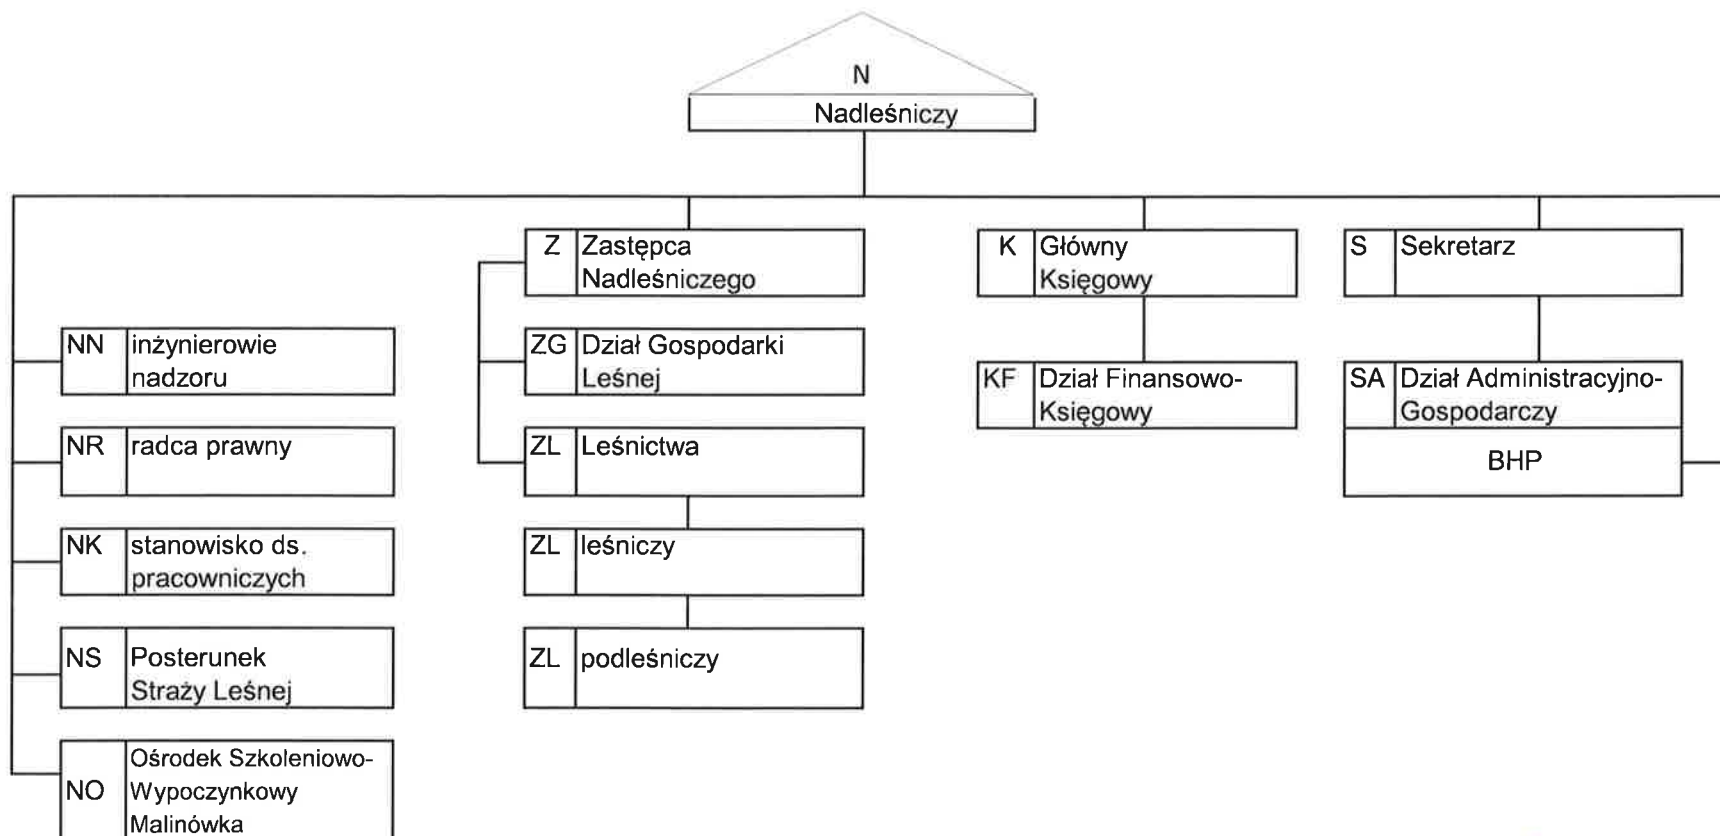 N
Nadleśniczy
Z Zastępca
Nadleśniczego
K Główny
Księgowy
S Sekretarz
NN inżynierowie
nadzoru
ZG Dział Gospodarki
Leśnej
KF Dział Finansowo-
Księgowy
SA Dział Administracyjno-
Gospodarczy
BHP
NR radca prawny
ZL Leśnictwa
NK stanowisko ds.
pracowniczych
ZL leśniczy
NS Posterunek
Straży Leśnej
ZL podleśniczy
NO Ośrodek Szkoleniowo-
Wypoczynkowy
Malinówka